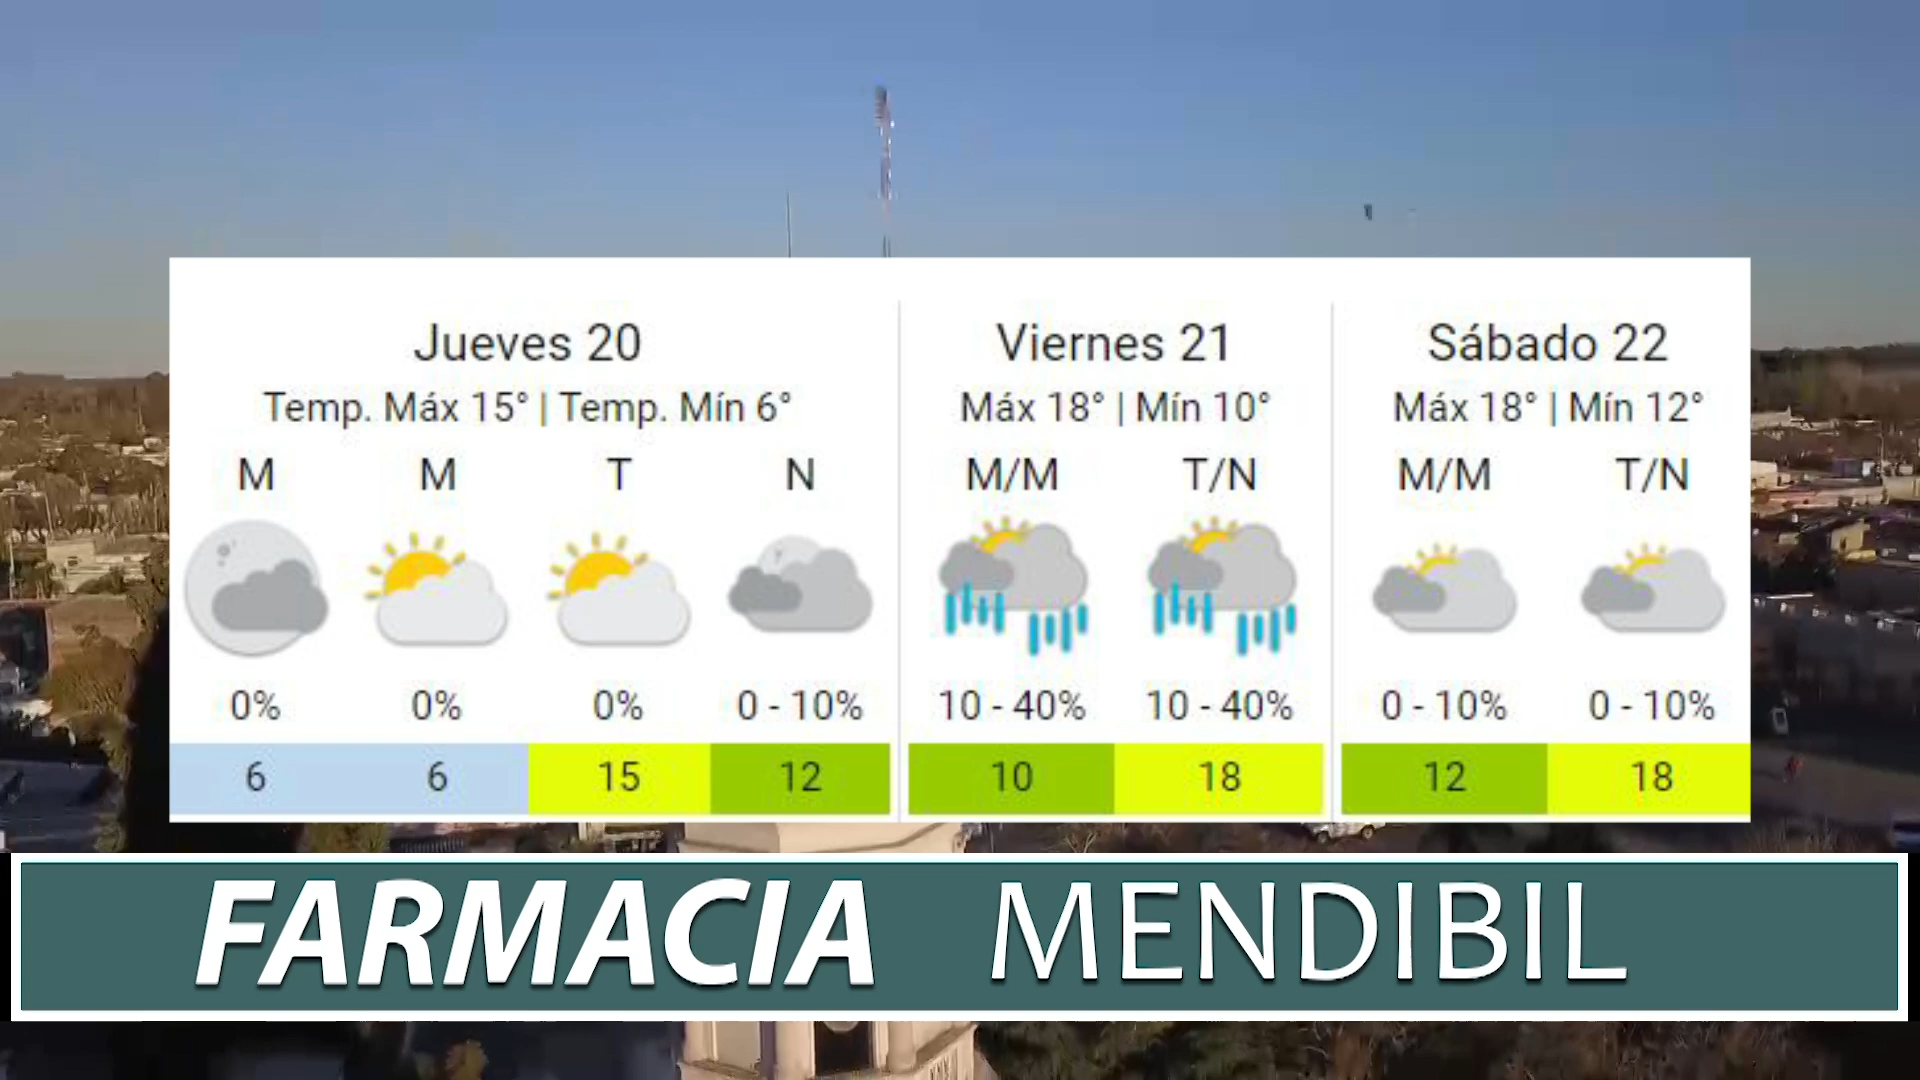 Jueves 20
Temp. Máx 15° | Temp. Mín 6°
M M T N
0% 0% 0% 0 - 10%
6 6 15 12
Viernes 21
Máx 18° | Mín 10°
M/M T/N
10 - 40% 10 - 40%
10 18
Sábado 22
Máx 18° | Mín 12°
M/M T/N
0 - 10% 0 - 10%
12 18
FARMACIA MENDIBIL